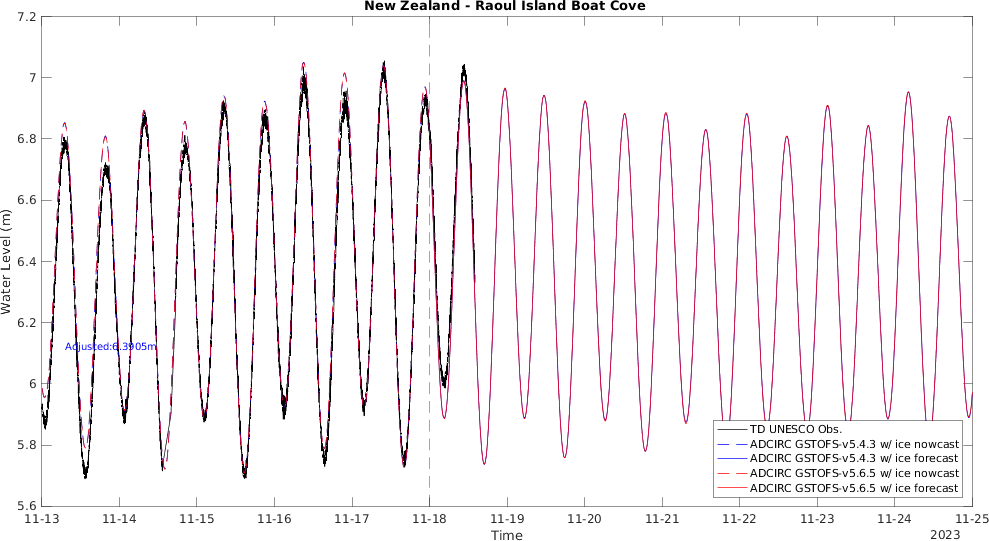 New Zealand - Raoul Island Boat Cove
7.2
7
6.8
6.6
6.4
6.2
6
5.8
5.6
Water Level (m)
Adjusted:6.3905m
TD UNESCO Obs.
ADCIRC GSTOFS-v5.4.3 w/ ice nowcast
ADCIRC GSTOFS-v5.4.3 w/ ice forecast
ADCIRC GSTOFS-v5.6.5 w/ ice nowcast
ADCIRC GSTOFS-v5.6.5 w/ ice forecast
11-13 11-14 11-15 11-16 11-17 11-18 11-19 11-20 11-21 11-22 11-23 11-24 11-25
Time
2023